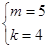 m = 5
k = 4